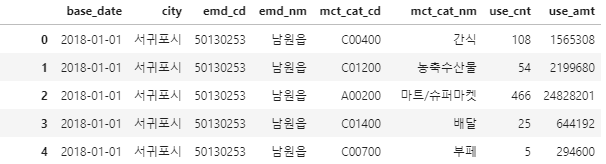 base_date city emd_cd emd_nm mct_cat_cd mct_cat_nm use_cnt use_amt
0 2018-01-01 서귀포시 50130253 남원읍 C00400 간식 108 1565308
1 2018-01-01 서귀포시 50130253 남원읍 C01200 농축수산물 54 2199680
2 2018-01-01 서귀포시 50130253 남원읍 A00200 마트/슈퍼마켓 466 24828201
3 2018-01-01 서귀포시 50130253 남원읍 C01400 배달 25 644192
4 2018-01-01 서귀포시 50130253 남원읍 C00700 부페 5 294600